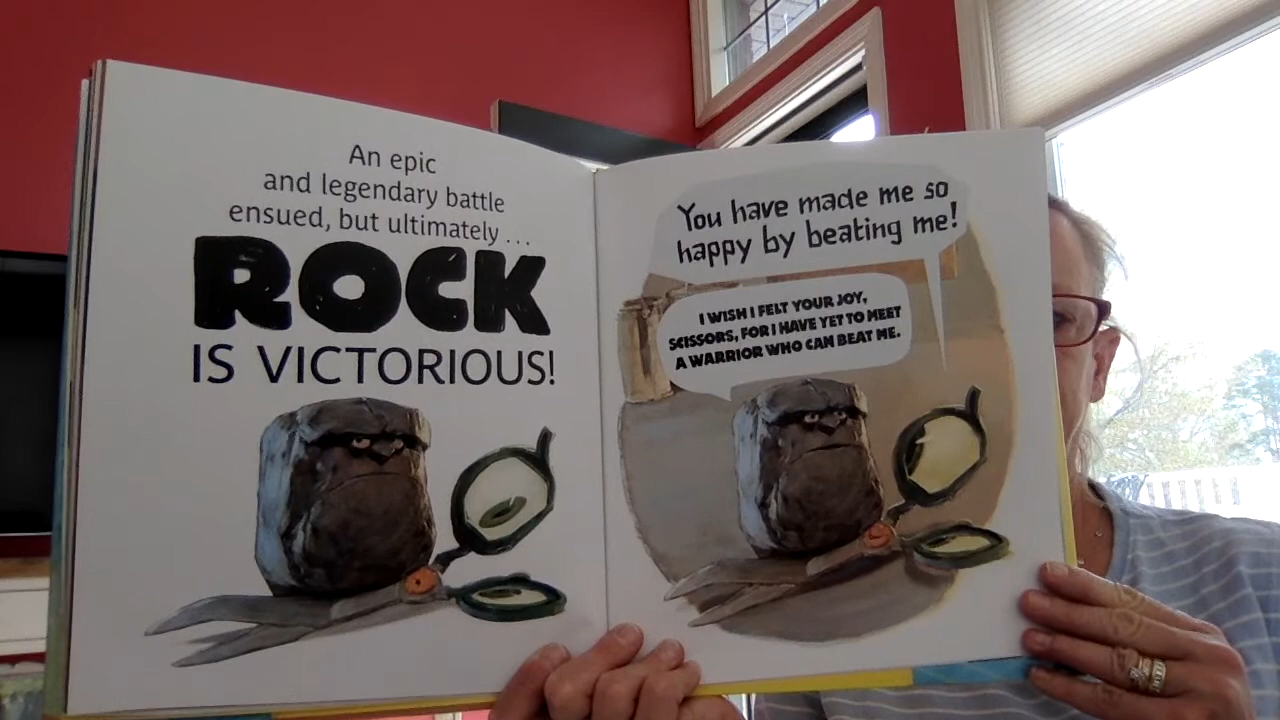 An epic
and legendary battle
ensued, but ultimately . . .
ROCK
IS VICTORIOUS!
You have made me so
happy by beating me!
I WISH I FELT YOUR JOY,
SCISSORS, FOR I HAVE YET TO MEET
A WARRIOR WHO CAN BEAT ME.